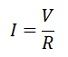 I = V/R